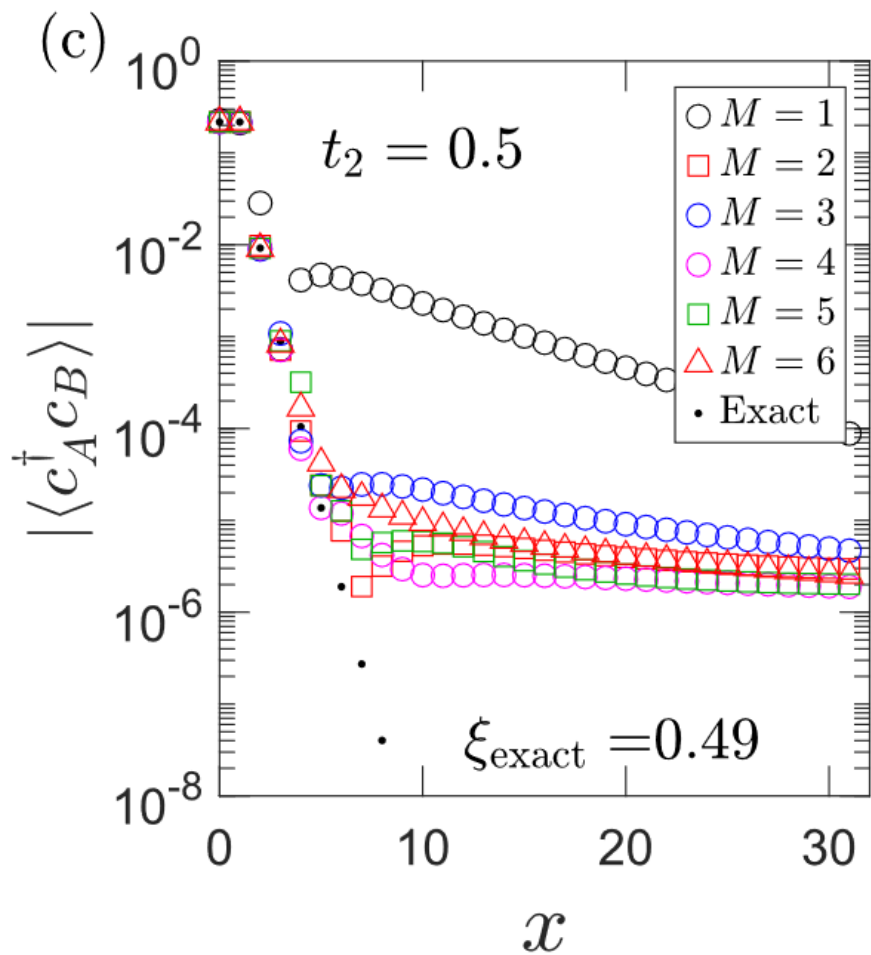 (c)
10^0
10^{-2}
10^{-4}
10^{-6}
10^{-8}
|⟨c_A^† c_B⟩|
t_2 = 0.5
M = 1
M = 2
M = 3
M = 4
M = 5
M = 6
Exact
ξ_exact = 0.49
0 10 20 30
x